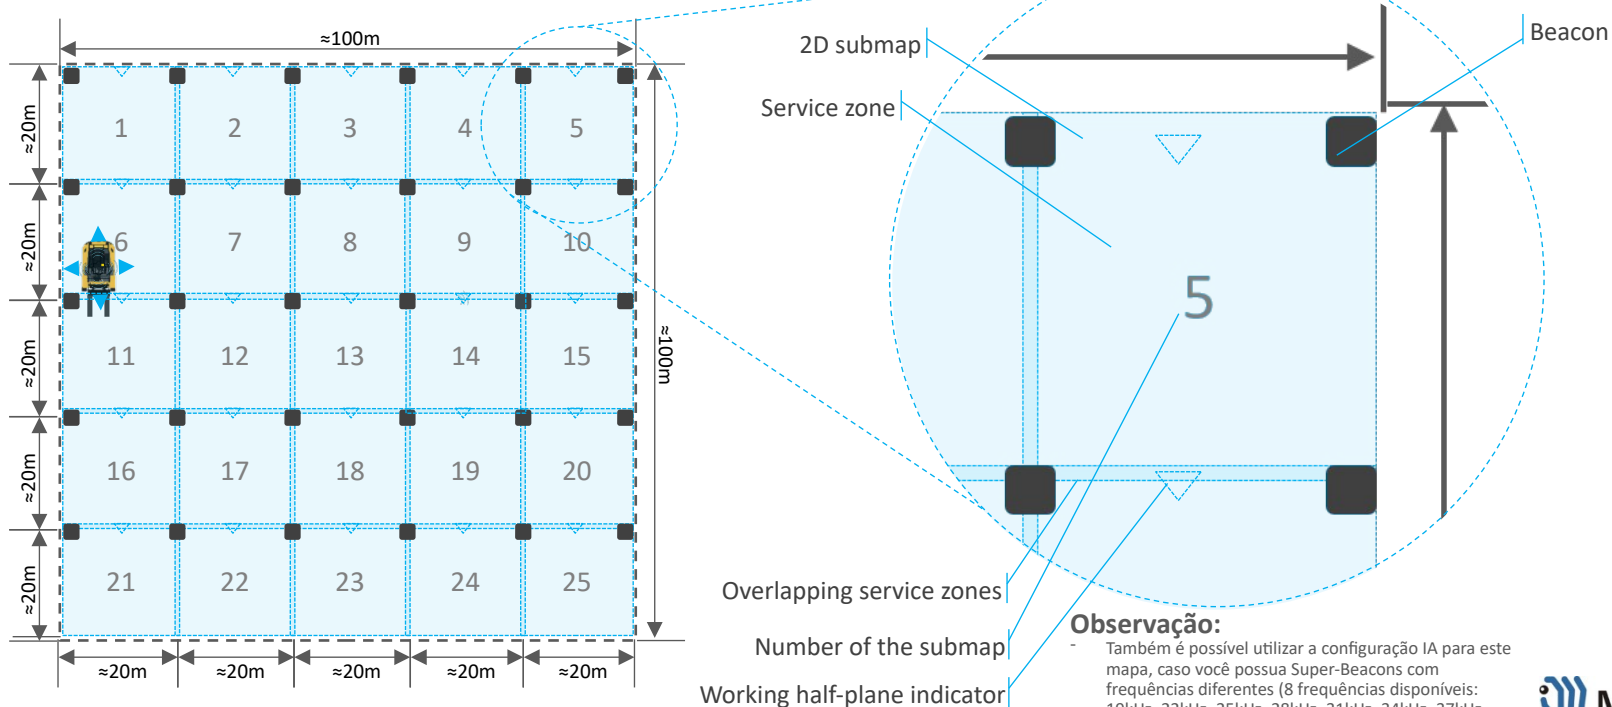 ≈100m
2D submap
Beacon
Service zone
≈20m
1
2
3
4
5
≈20m
6
7
8
9
10
≈20m
11
12
13
14
15
≈100m
≈20m
16
17
18
19
20
≈20m
21
22
23
24
25
≈20m
≈20m
≈20m
≈20m
≈20m
5
Overlapping service zones
Number of the submap
Working half-plane indicator
Observação:
- Também é possível utilizar a configuração IA para este
mapa, caso você possua Super-Beacons com
frequências diferentes (8 frequências disponíveis: